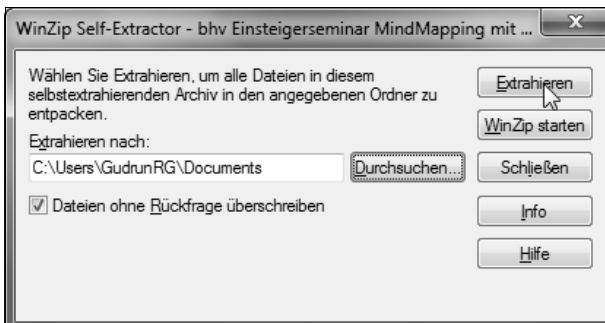 WinZip Self-Extractor - bhv Einsteigerseminar MindMapping mit ...
Wählen Sie Extrahieren, um alle Dateien in diesem
selbstextrahierenden Archiv in den angegebenen Ordner zu
entpacken.
Extrahieren nach:
C:\Users\GudrunRG\Documents
Durchsuchen...
Dateien ohne Rückfrage überschreiben
Extrahieren
WinZip starten
Schließen
Info
Hilfe